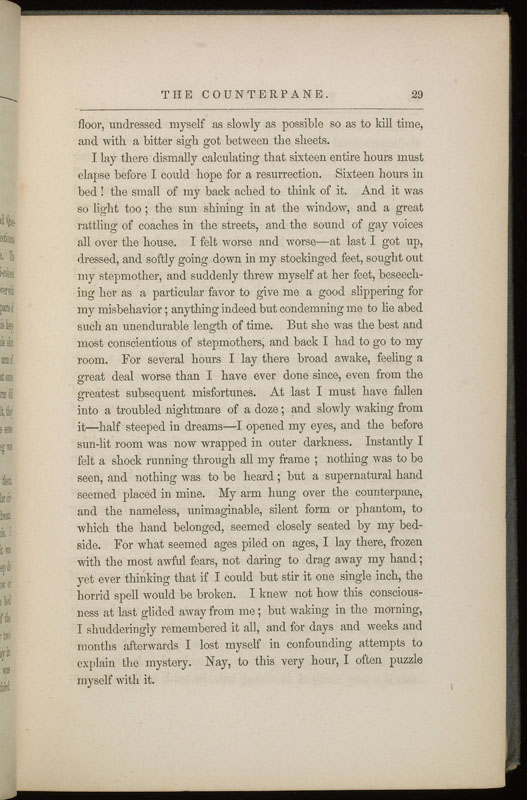 THE COUNTERPANE. 29
floor, undressed myself as slowly as possible so as to kill time,
and with a bitter sigh got between the sheets.
I lay there dismally calculating that sixteen entire hours must
elapse before I could hope for a resurrection. Sixteen hours in
bed! the small of my back ached to think of it. And it was
so light too; the sun shining in at the window, and a great
rattling of coaches in the streets, and the sound of gay voices
all over the house. I felt worse and worse—at last I got up,
dressed, and softly going down in my stockinged feet, sought out
my stepmother, and suddenly threw myself at her feet, beseech-
ing her as a particular favor to give me a good slippering for
my misbehavior; anything indeed but condemning me to lie abed
such an unendurable length of time. But she was the best and
most conscientious of stepmothers, and back I had to go to my
room. For several hours I lay there broad awake, feeling a
great deal worse than I have ever done since, even from the
greatest subsequent misfortunes. At last I must have fallen
into a troubled nightmare of a doze; and slowly waking from
it—half steeped in dreams—I opened my eyes, and the before
sun-lit room was now wrapped in outer darkness. Instantly I
felt a shock running through all my frame; nothing was to be
seen, and nothing was to be heard; but a supernatural hand
seemed placed in mine. My arm hung over the counterpane,
and the nameless, unimaginable, silent form or phantom, to
which the hand belonged, seemed closely seated by my bed-
side. For what seemed ages piled on ages, I lay there, frozen
with the most awful fears, not daring to drag away my hand;
yet ever thinking that if I could but stir it one single inch, the
horrid spell would be broken. I knew not how this conscious-
ness at last glided away from me; but waking in the morning,
I shudderingly remembered it all, and for days and weeks and
months afterwards I lost myself in confounding attempts to
explain the mystery. Nay, to this very hour, I often puzzle
myself with it.